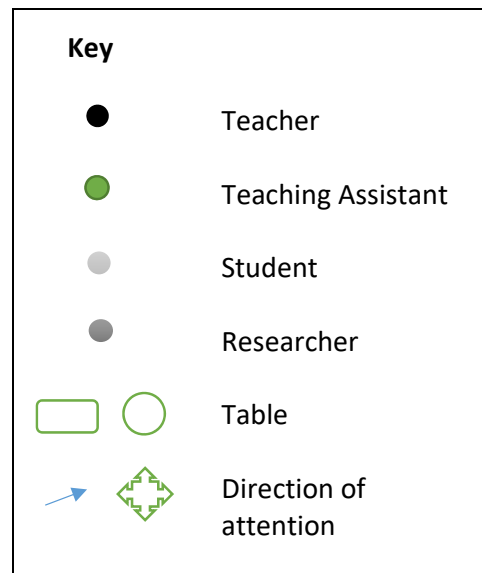 Key
Teacher
Teaching Assistant
Student
Researcher
Table
Direction of
attention